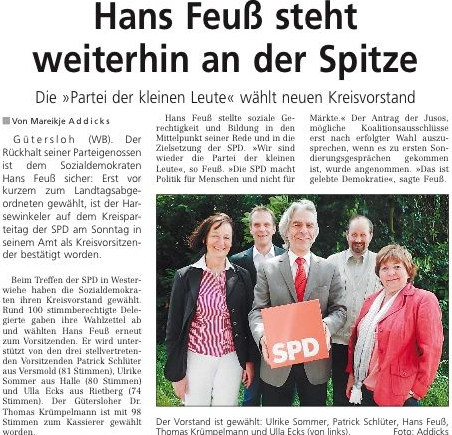 Hans Feuß steht
weiterhin an der Spitze
Die »Partei der kleinen Leute« wählt neuen Kreisvorstand
Von Mareikje Addicks
Gütersloh (WB). Der
Rückhalt seiner Parteigenossen
ist dem Sozialdemokraten
Hans Feuß sicher: Erst vor
kurzem zum Landtagsabge-
ordneten gewählt, ist der Har-
sewinkeler auf dem Kreispar-
teitag der SPD am Sonntag in
seinem Amt als Kreisvorsitzen-
der bestätigt worden.
Beim Treffen der SPD in Wester-
wiehe haben die Sozialdemokra-
ten ihren Kreisvorstand gewählt.
Rund 100 stimmberechtigte Dele-
gierte gaben ihre Wahlzettel ab
und wählten Hans Feuß erneut
zum Vorsitzenden. Er wird unter-
stützt von den drei stellvertreten-
den Vorsitzenden Patrick Schlüter
aus Versmold (81 Stimmen), Ulrike
Sommer aus Halle (80 Stimmen)
und Ulla Ecks aus Rietberg (74
Stimmen). Der Gütersloher Dr.
Thomas Krümpelmann ist mit 98
Stimmen zum Kassierer gewählt
worden.
Hans Feuß stellte soziale Ge-
rechtigkeit und Bildung in den
Mittelpunkt seiner Rede und in die
Zielsetzung der SPD. »Wir sind
wieder die Partei der kleinen
Leute«, so Feuß. »Die SPD macht
Politik für Menschen und nicht für
Märkte.« Der Antrag der Jusos,
mögliche Koalitionsausschlüsse
erst nach erfolgter Wahl auszu-
sprechen, wenn es zu ersten Son-
dierungsgesprächen gekommen
ist, wurde angenommen. »Das ist
gelebte Demokratie«, sagte Feuß.
SPD
Der Vorstand ist gewählt: Ulrike Sommer, Patrick Schlüter, Hans Feuß,
Thomas Krümpelmann und Ulla Ecks (von links). Foto: Addicks